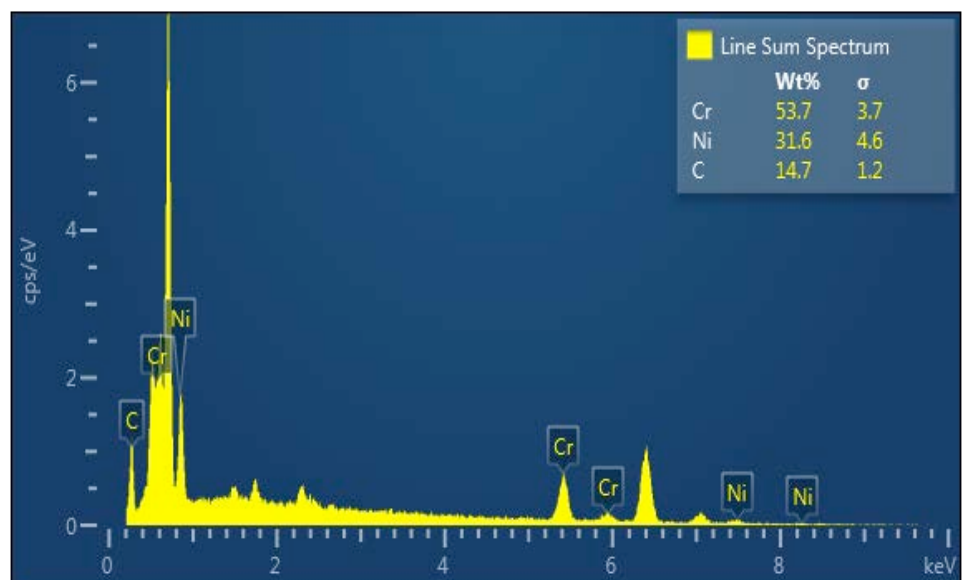 Line Sum Spectrum
Wt% σ
Cr 53.7 3.7
Ni 31.6 4.6
C 14.7 1.2
6
4
cps/eV
Ni
Cr
2
C
Cr
Cr
Ni
Ni
0
0 2 4 6 8 keV